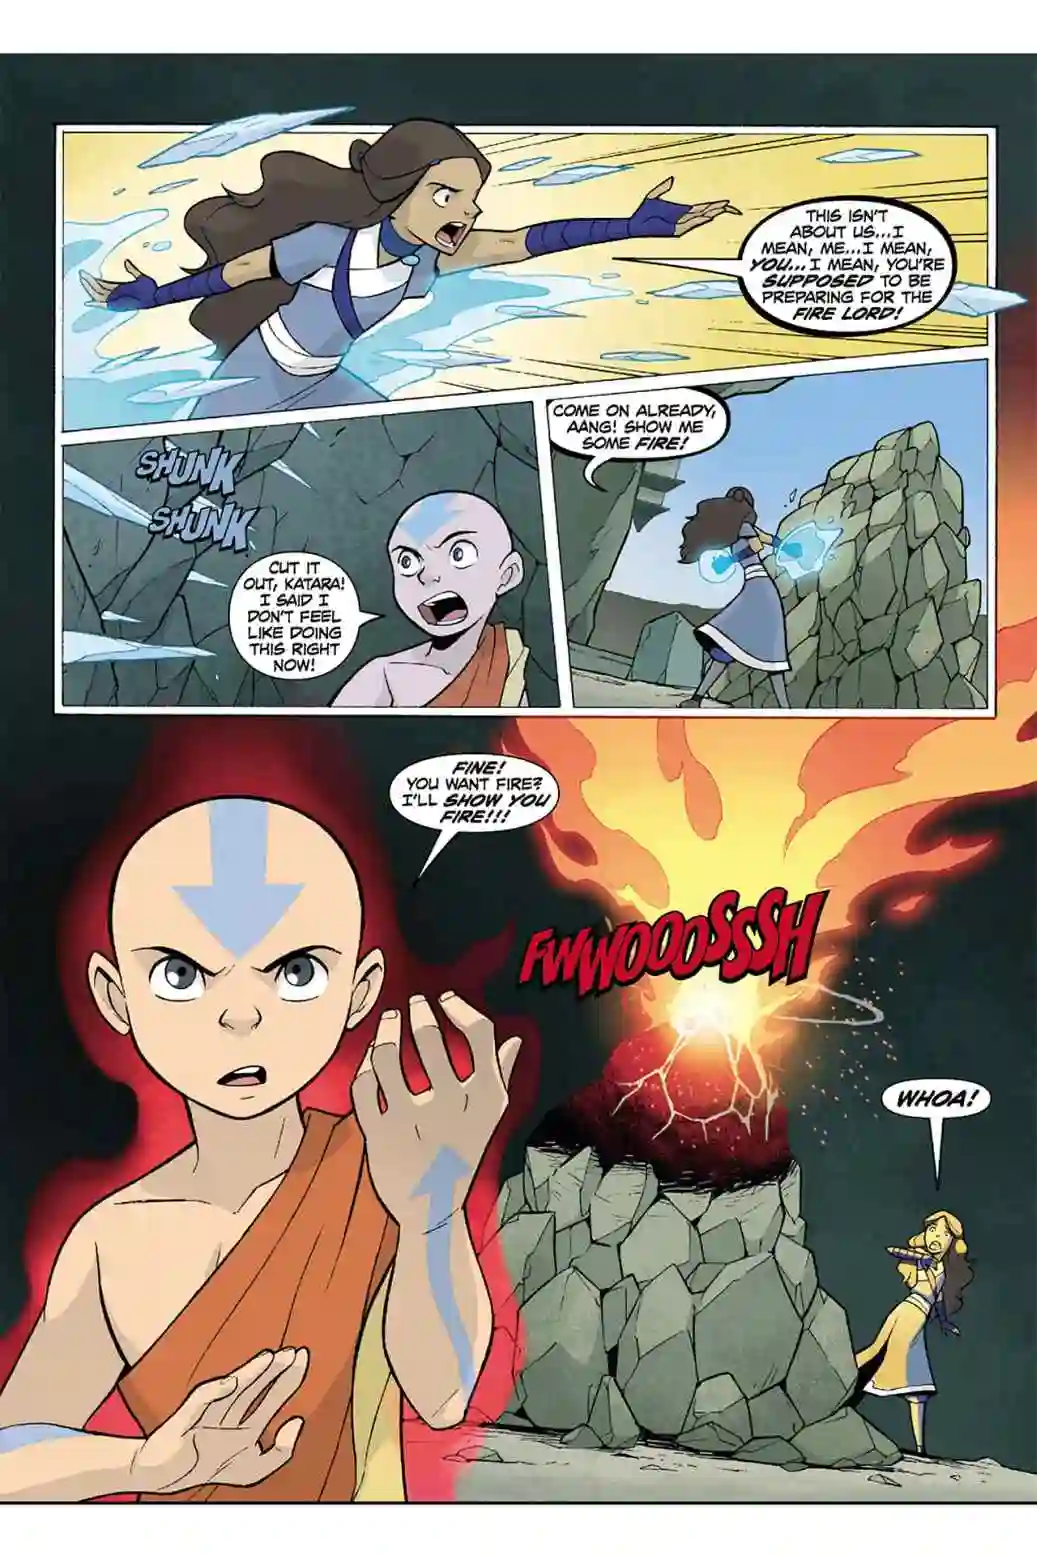 THIS ISN'T
ABOUT US...I
MEAN, ME...I MEAN,
YOU... I MEAN, YOU'RE
SUPPOSED TO BE
PREPARING FOR THE
FIRE LORD!
SHUNK
SHUNK
CUT IT
OUT, KATARA!
I SAID I
DON'T FEEL
LIKE DOING
THIS RIGHT
NOW!
COME ON ALREADY,
AANG! SHOW ME
SOME FIRE!
FINE!
YOU WANT FIRE?
I'LL SHOW YOU
FIRE!!!
FWWOOOSSSH
WHOA!